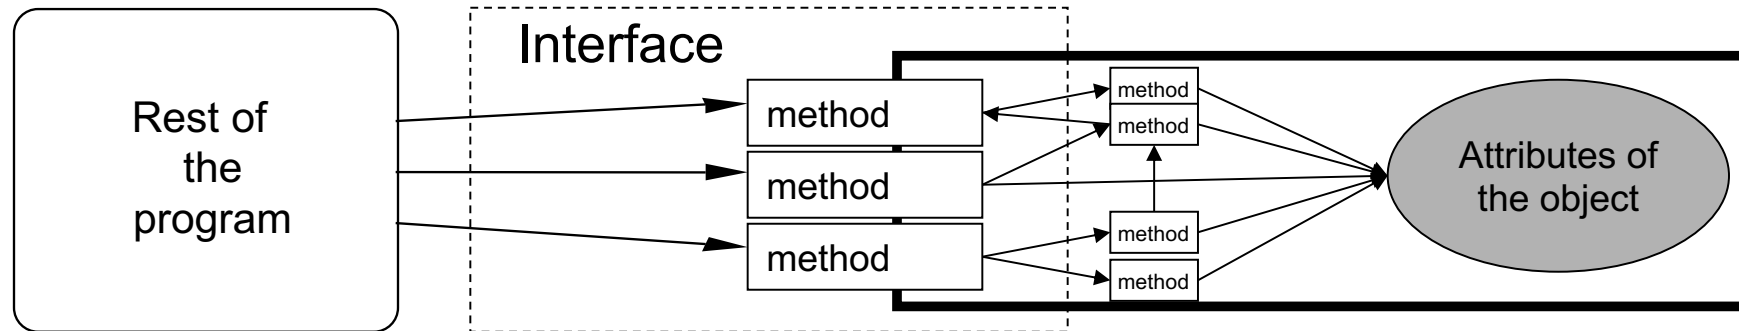 Rest of
the
program
Interface
method
method
method
method
method
method
method
Attributes of
the object